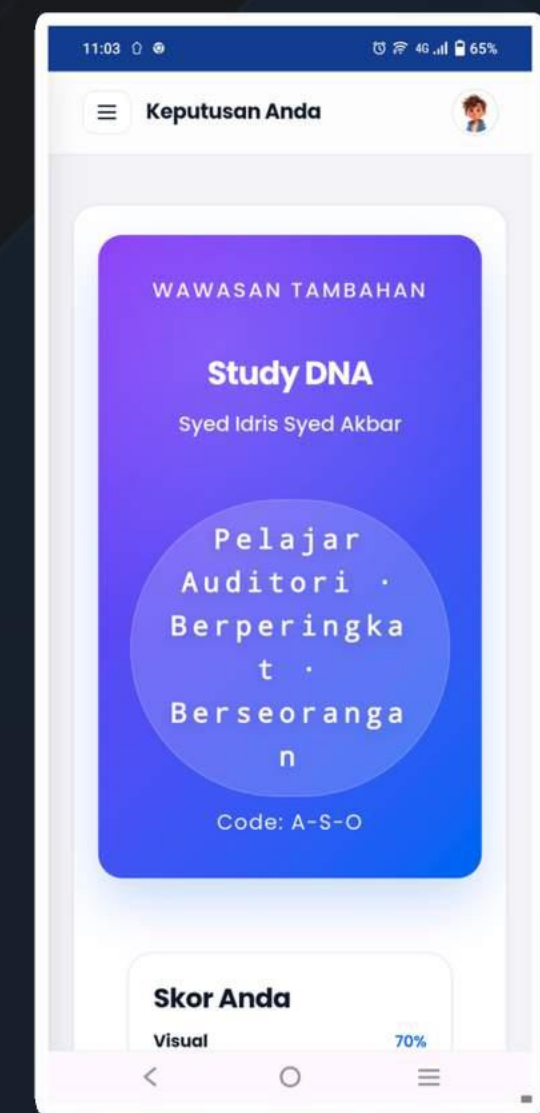 11:03 4G 65%
Keputusan Anda
WAWASAN TAMBAHAN
Study DNA
Syed Idris Syed Akbar
Pelajar
Auditori ·
Berperingka
t ·
Berseoranga
n
Code: A-S-O
Skor Anda
Visual 70%